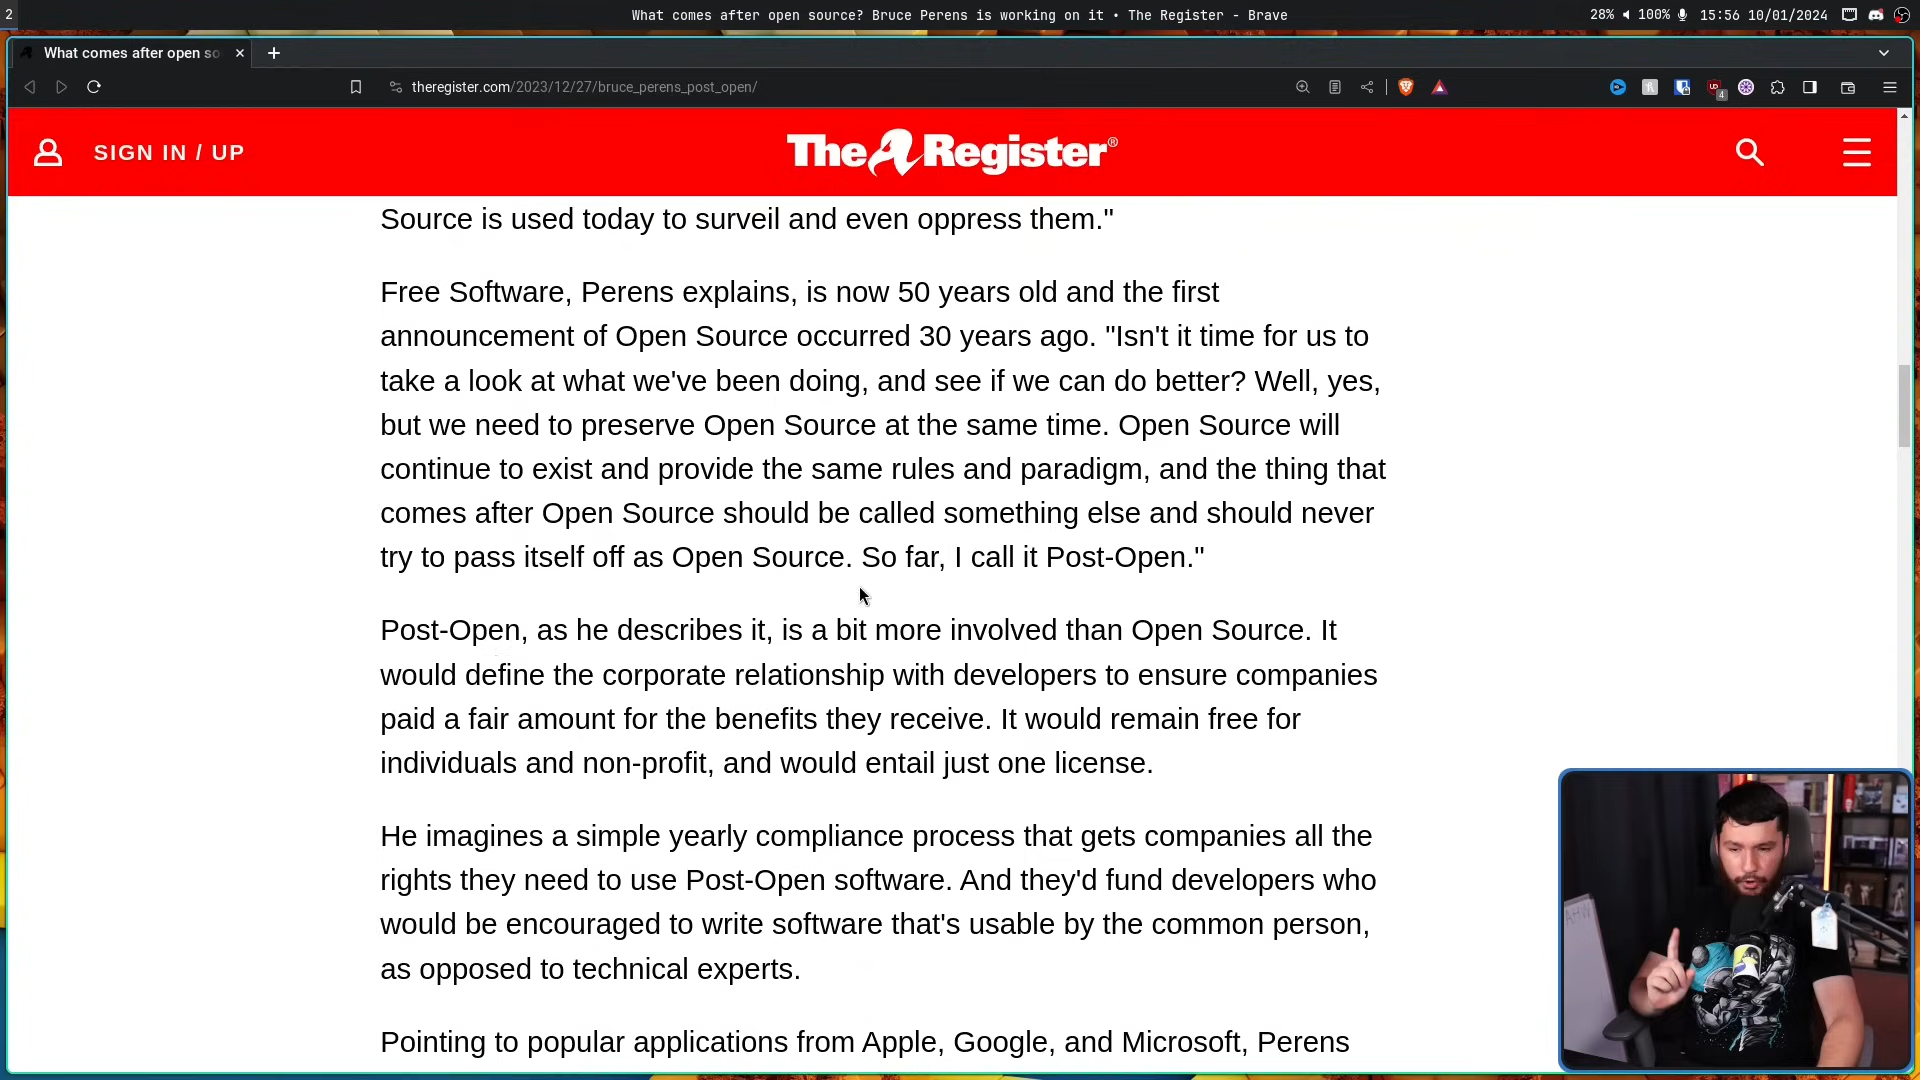 2
What comes after open source? Bruce Perens is working on it • The Register - Brave
28% 100% 15:56 10/01/2024
What comes after open so
theregister.com/2023/12/27/bruce_perens_post_open/
4
SIGN IN / UP
The Register®
Source is used today to surveil and even oppress them."
Free Software, Perens explains, is now 50 years old and the first
announcement of Open Source occurred 30 years ago. "Isn't it time for us to
take a look at what we've been doing, and see if we can do better? Well, yes,
but we need to preserve Open Source at the same time. Open Source will
continue to exist and provide the same rules and paradigm, and the thing that
comes after Open Source should be called something else and should never
try to pass itself off as Open Source. So far, I call it Post-Open."
Post-Open, as he describes it, is a bit more involved than Open Source. It
would define the corporate relationship with developers to ensure companies
paid a fair amount for the benefits they receive. It would remain free for
individuals and non-profit, and would entail just one license.
He imagines a simple yearly compliance process that gets companies all the
rights they need to use Post-Open software. And they'd fund developers who
would be encouraged to write software that's usable by the common person,
as opposed to technical experts.
Pointing to popular applications from Apple, Google, and Microsoft, Perens